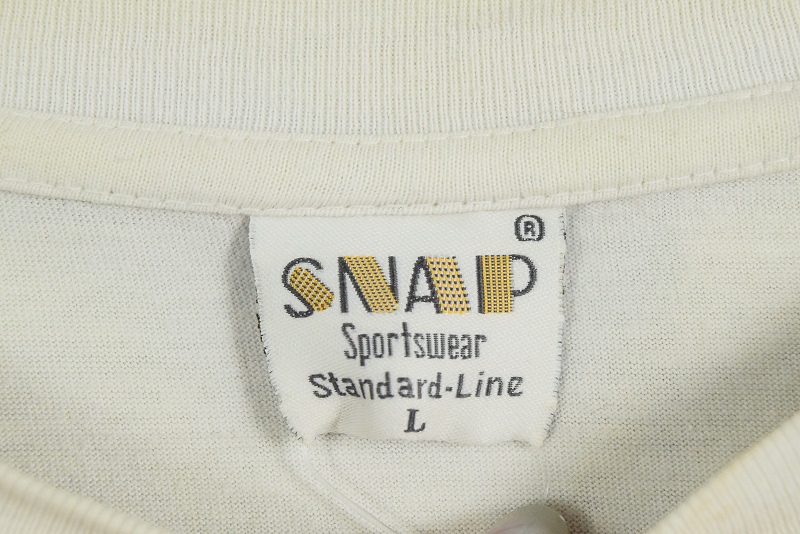 ®
SNAP
Sportswear
Standard-Line
L